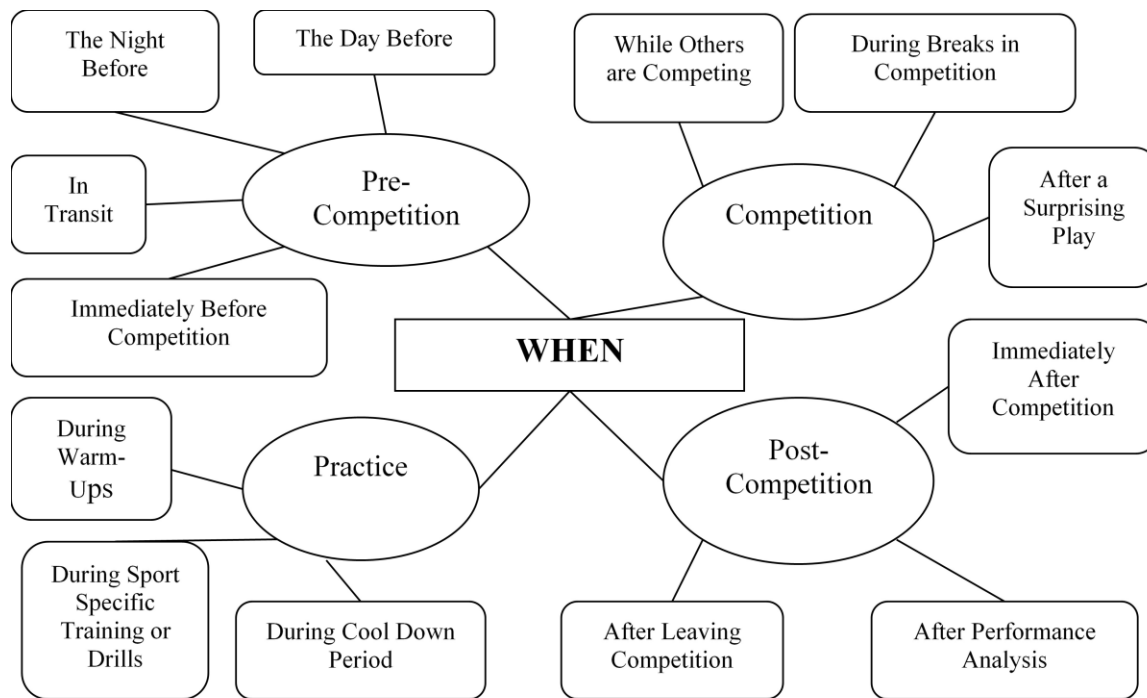 The Night
Before
The Day Before
Pre-
Competition
In
Transit
Immediately Before
Competition
While Others
are Competing
During Breaks in
Competition
Competition
After a
Surprising
Play
WHEN
During
Warm-
Ups
Practice
During Sport
Specific
Training or
Drills
During Cool Down
Period
Post-
Competition
Immediately
After
Competition
After Leaving
Competition
After Performance
Analysis